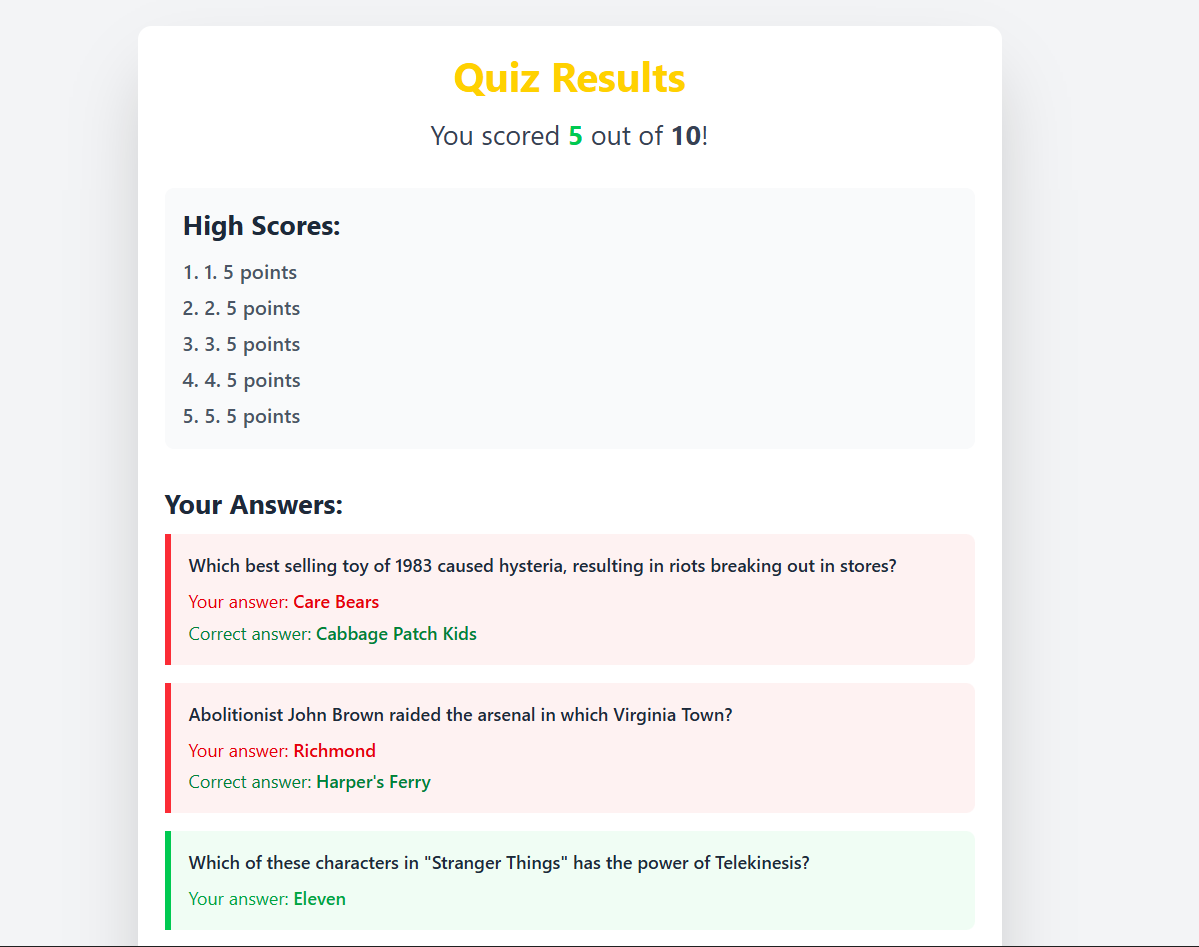 Quiz Results
You scored 5 out of 10!
High Scores:
1. 1. 5 points
2. 2. 5 points
3. 3. 5 points
4. 4. 5 points
5. 5. 5 points
Your Answers:
Which best selling toy of 1983 caused hysteria, resulting in riots breaking out in stores?
Your answer: Care Bears
Correct answer: Cabbage Patch Kids
Abolitionist John Brown raided the arsenal in which Virginia Town?
Your answer: Richmond
Correct answer: Harper's Ferry
Which of these characters in "Stranger Things" has the power of Telekinesis?
Your answer: Eleven